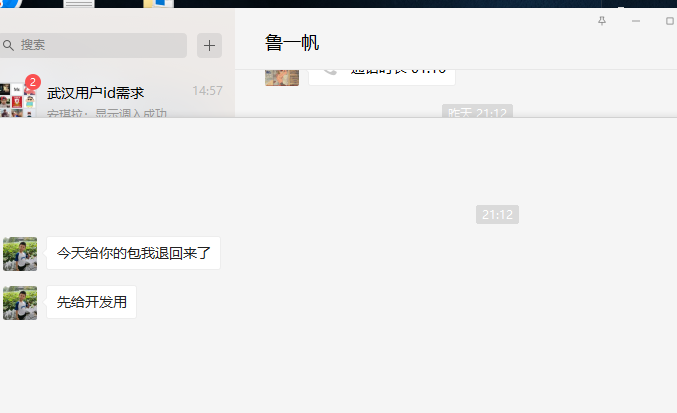 搜索
鲁一帆
2
武汉用户id需求
14:57
安琪拉：显示调入成功
通话时长 01:10
昨天 21:12
21:12
今天给你的包我退回来了
先给开发用